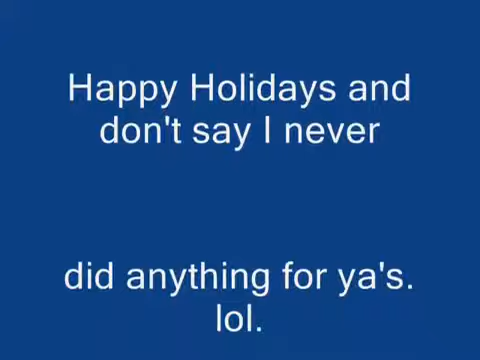 Happy Holidays and
don't say I never
did anything for ya's.
lol.